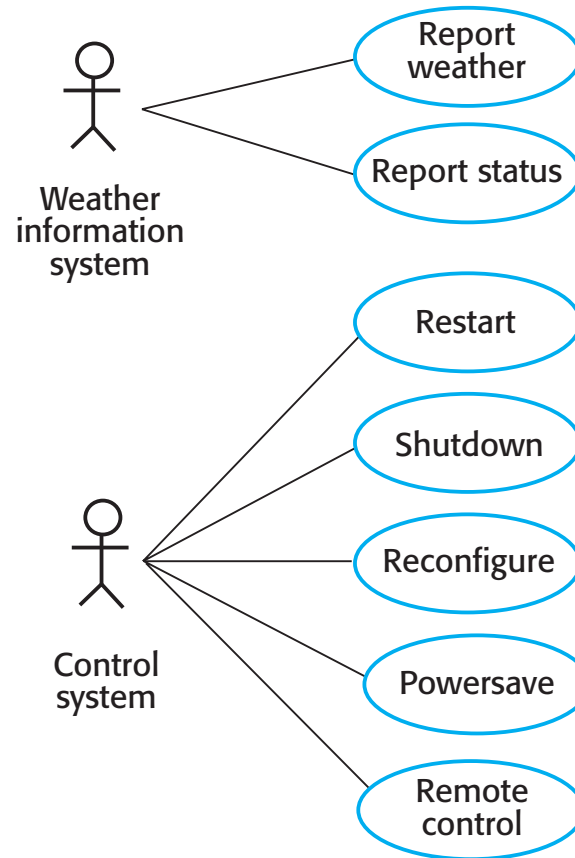 Report
weather
Report status
Weather
information
system
Restart
Shutdown
Reconfigure
Control
system
Powersave
Remote
control